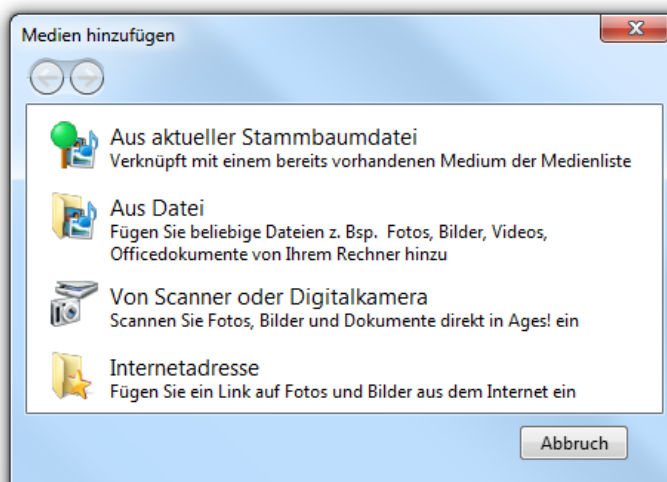 Medien hinzufügen
Aus aktueller Stammbaumdatei
Verknüpft mit einem bereits vorhandenen Medium der Medienliste
Aus Datei
Fügen Sie beliebige Dateien z. Bsp. Fotos, Bilder, Videos,
Officedokumente von Ihrem Rechner hinzu
Von Scanner oder Digitalkamera
Scannen Sie Fotos, Bilder und Dokumente direkt in Ages! ein
Internetadresse
Fügen Sie ein Link auf Fotos und Bilder aus dem Internet ein
Abbruch